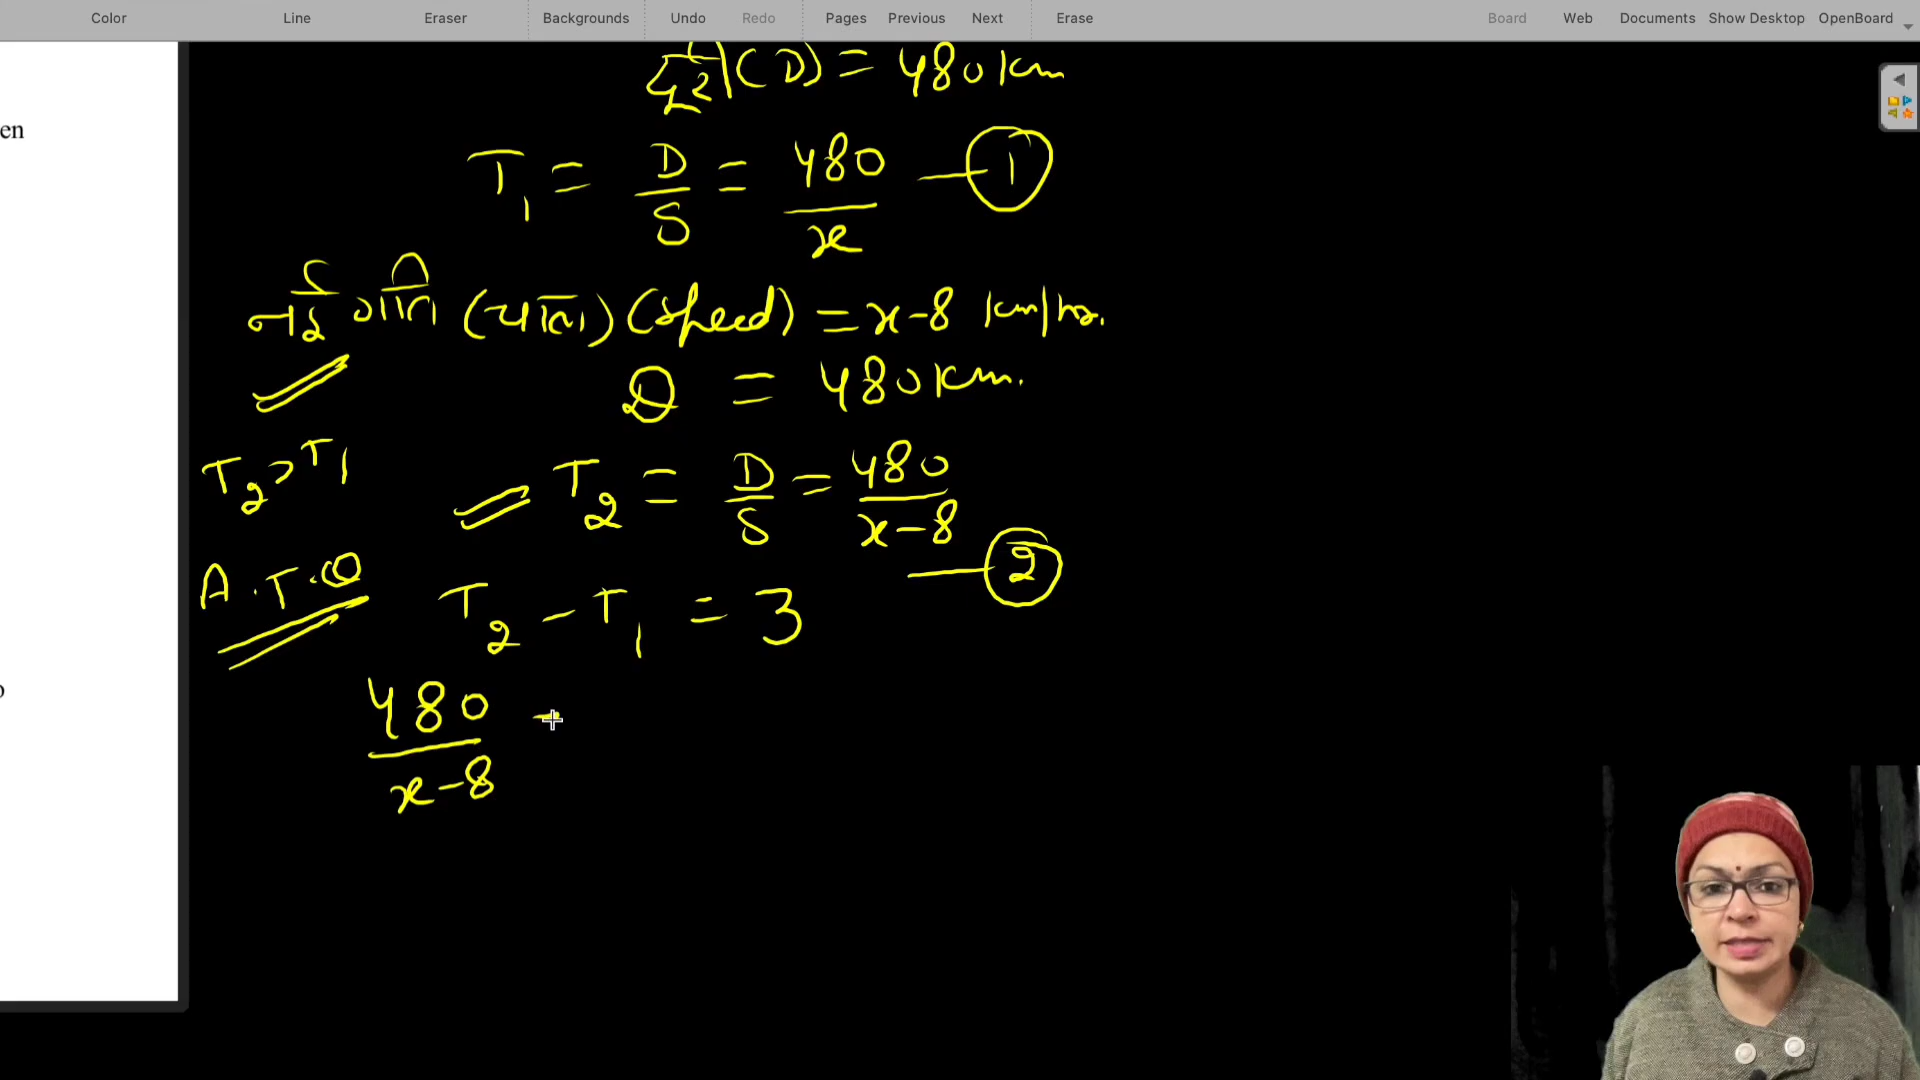 Color Line Eraser Backgrounds Undo Redo Pages Previous Next Erase Board Web Documents Show Desktop OpenBoard
en
(D) = 480 km
T₁ = D/S = 480/x — ①
(ਚਾਲ) (Speed) = x-8 km/hr.
D = 480 km.
T₂ > T₁
T₂ = D/S = 480/x-8 — ②
A.T.Q
T₂ - T₁ = 3
480/x-8 -